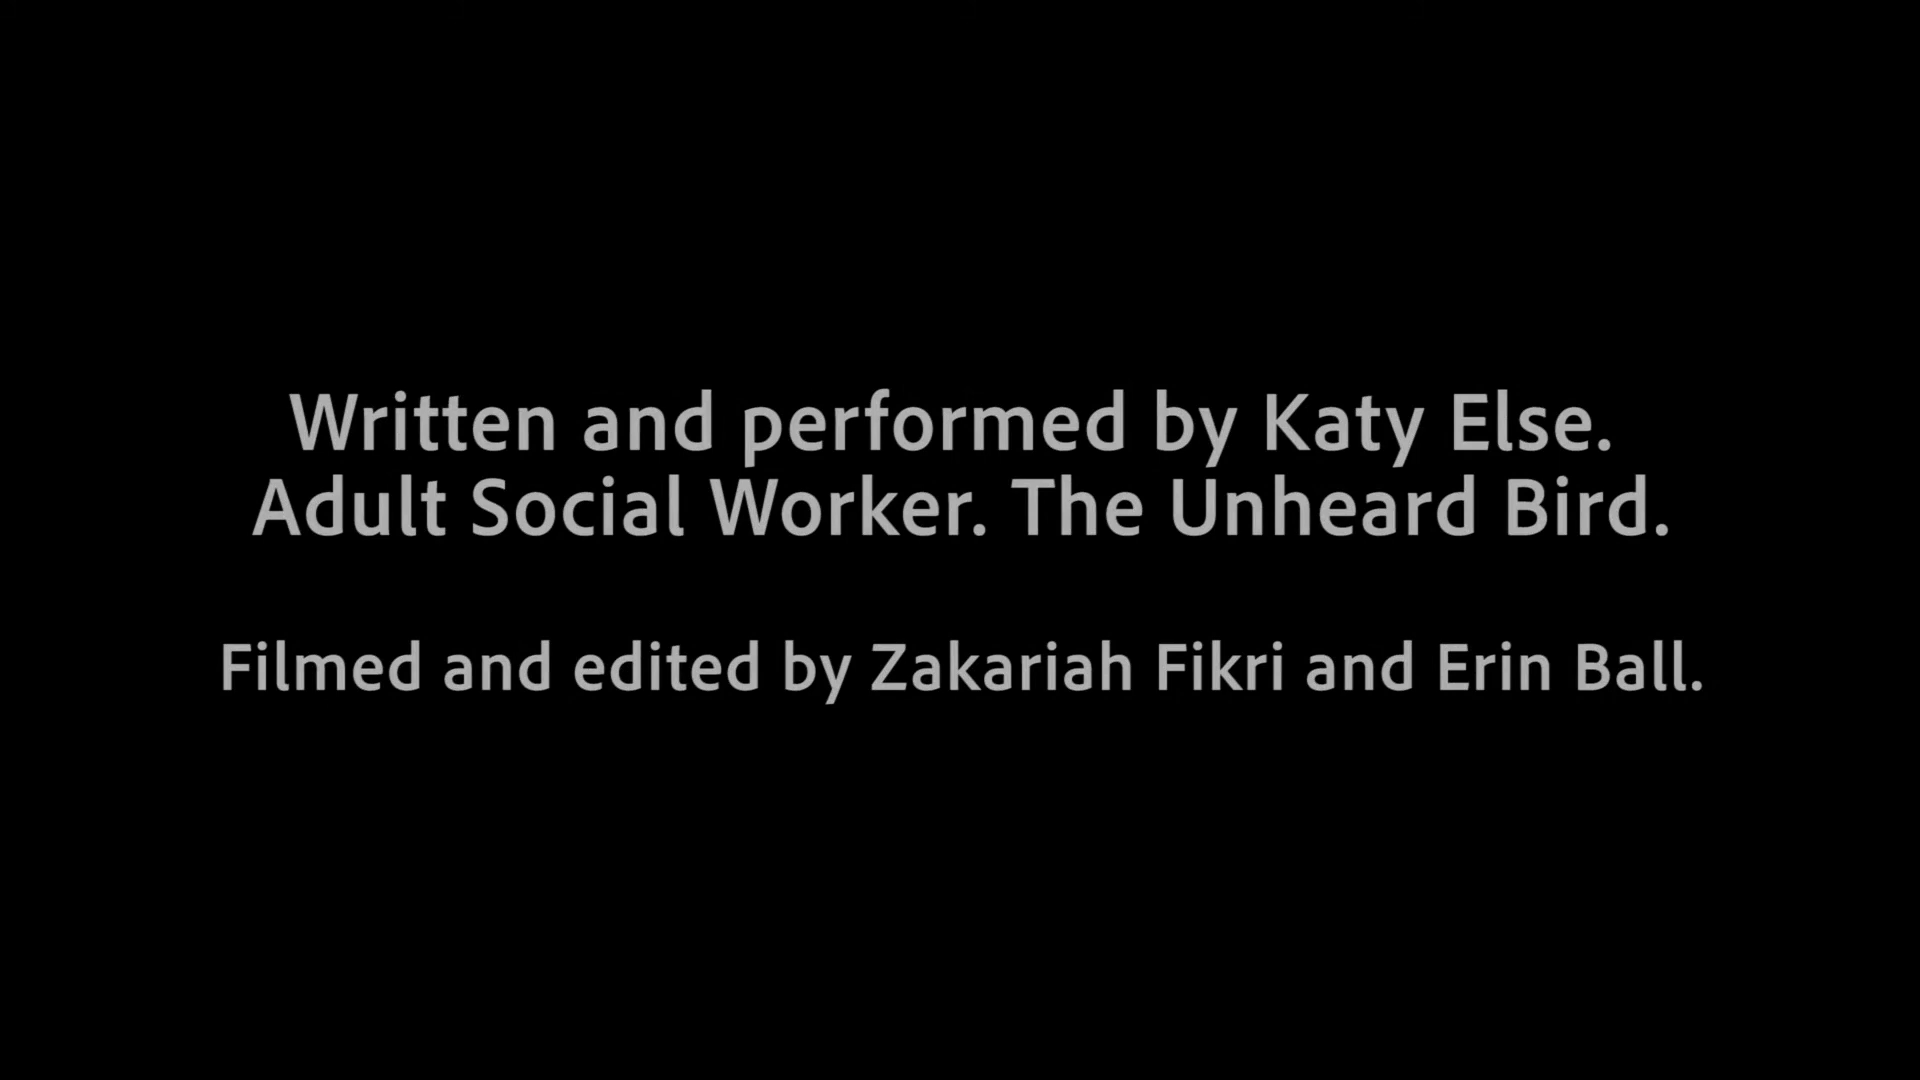 Written and performed by Katy Else.
Adult Social Worker. The Unheard Bird.
Filmed and edited by Zakariah Fikri and Erin Ball.